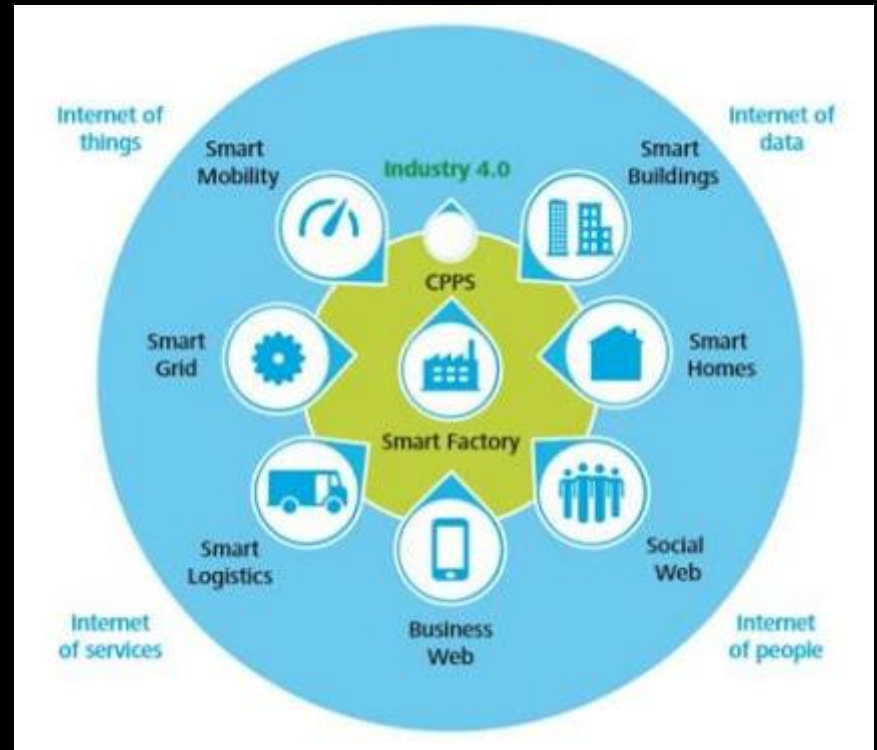 Internet of
things
Internet of
data
Smart
Mobility
Industry 4.0
Smart
Buildings
CPPS
Smart
Grid
Smart
Homes
Smart Factory
Smart
Logistics
Social
Web
Business
Web
Internet
of services
Internet
of people